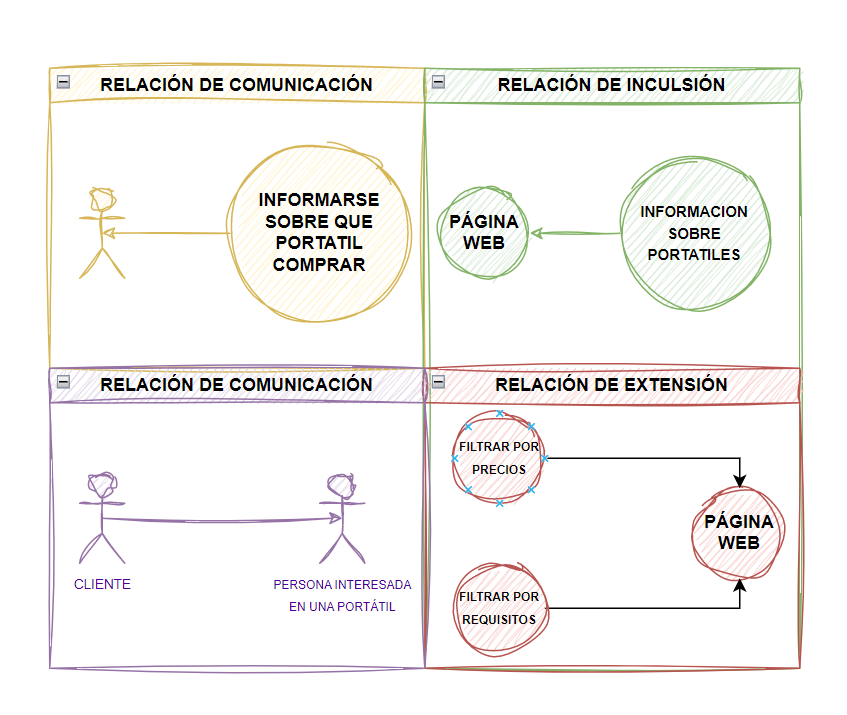 RELACIÓN DE COMUNICACIÓN
INFORMARSE
SOBRE QUE
PORTATIL
COMPRAR
RELACIÓN DE INCULSIÓN
PÁGINA
WEB
INFORMACION
SOBRE
PORTATILES
RELACIÓN DE COMUNICACIÓN
CLIENTE
PERSONA INTERESADA
EN UNA PORTÁTIL
RELACIÓN DE EXTENSIÓN
FILTRAR POR
PRECIOS
PÁGINA
WEB
FILTRAR POR
REQUISITOS